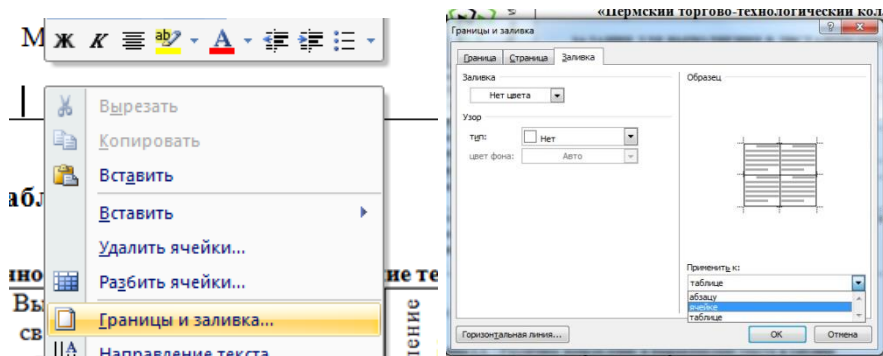 М
Ж К
Вырезать
Копировать
Вставить
Вставить
Удалить ячейки...
Разбить ячейки...
Границы и заливка...
Направление текста
Вы
св
«Пермский торгово-технологический кол
Границы и заливка
Граница Страница Заливка
Заливка
Нет цвета
Узор
тип: Нет
цвет фона: Авто
Образец
Применить к:
таблице
абзацу
ячейке
таблице
Горизонтальная линия...
ОК Отмена